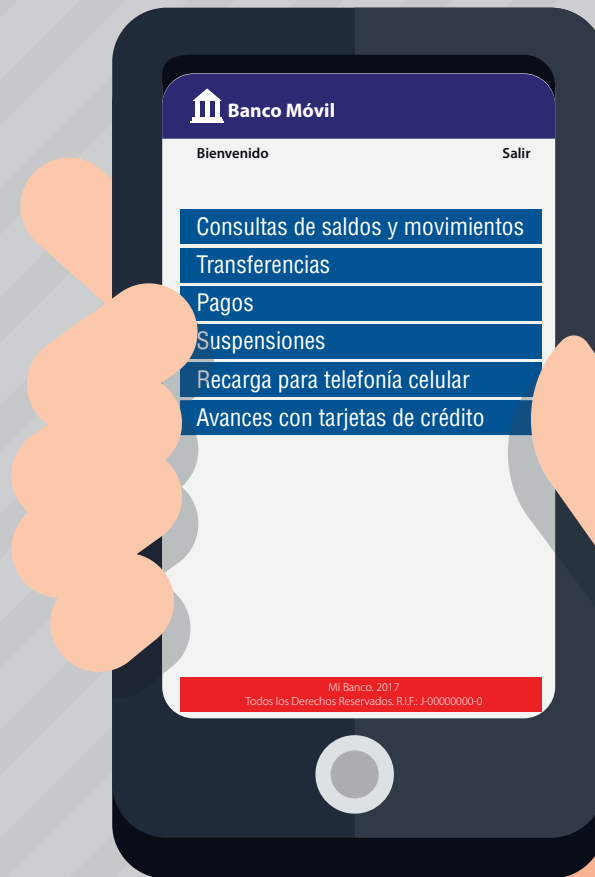 Banco Móvil
Bienvenido Salir
Consultas de saldos y movimientos
Transferencias
Pagos
Suspensiones
Recarga para telefonía celular
Avances con tarjetas de crédito
Mi Banco. 2017
Todos los Derechos Reservados. R.I.F.: J-00000000-0